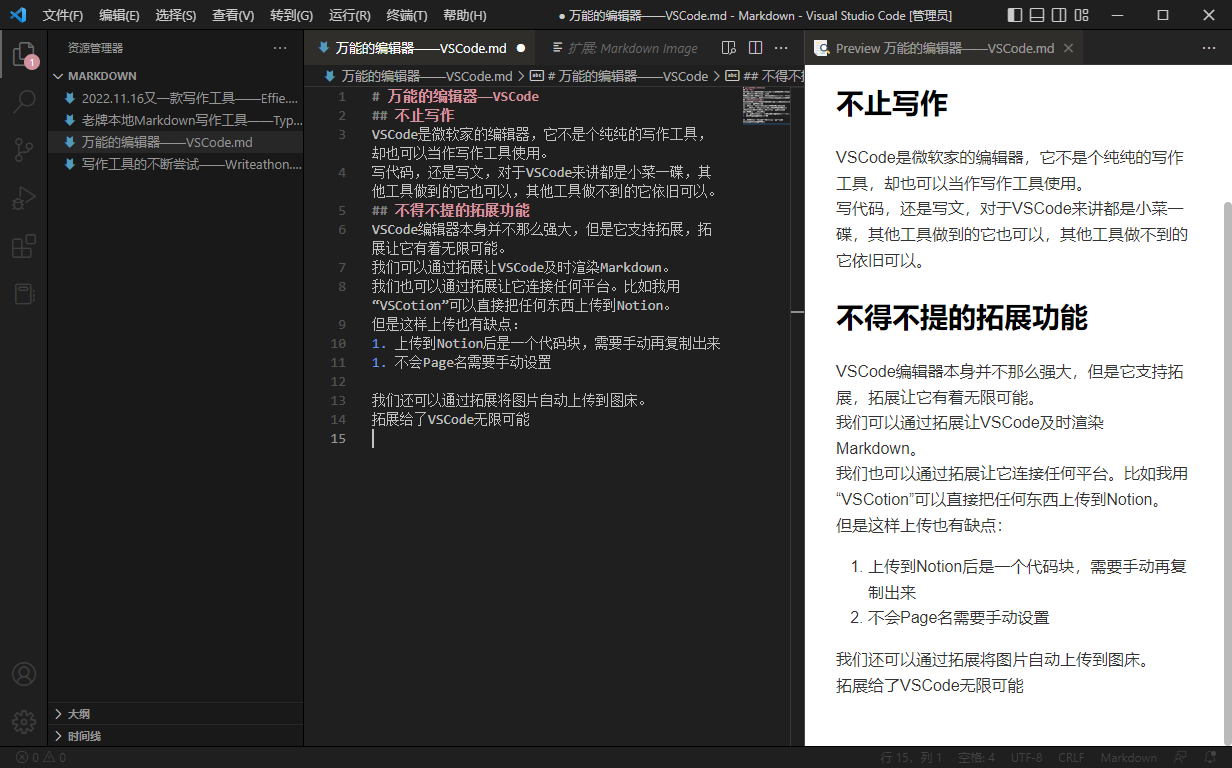 文件(F) 编辑(E) 选择(S) 查看(V) 转到(G) 运行(R) 终端(T) 帮助(H) ● 万能的编辑器——VSCode.md - Markdown - Visual Studio Code [管理员]
资源管理器
1
MARKDOWN
2022.11.16又一款写作工具——Effie....
老牌本地Markdown写作工具——Typ...
万能的编辑器——VSCode.md
写作工具的不断尝试——Writeathon....
大纲
时间线
万能的编辑器——VSCode.md ● 扩展: Markdown Image
万能的编辑器——VSCode.md > # 万能的编辑器——VSCode > ## 不得不
1 # 万能的编辑器—VSCode
2 ## 不止写作
3 VSCode是微软家的编辑器，它不是个纯纯的写作工具，
却也可以当作写作工具使用。
4 写代码，还是写文，对于VSCode来讲都是小菜一碟，其
他工具做到的它也可以，其他工具做不到的它依旧可以。
5 ## 不得不提的拓展功能
6 VSCode编辑器本身并不那么强大，但是它支持拓展，拓
展让它有着无限可能。
7 我们可以通过拓展让VSCode及时渲染Markdown。
8 我们也可以通过拓展让它连接任何平台。比如我用
“VSCotion”可以直接把任何东西上传到Notion。
9 但是这样上传也有缺点：
10 1. 上传到Notion后是一个代码块，需要手动再复制出来
11 1. 不会Page名需要手动设置
12
13 我们还可以通过拓展将图片自动上传到图床。
14 拓展给了VSCode无限可能
15
Preview 万能的编辑器——VSCode.md
不止写作
VSCode是微软家的编辑器，它不是个纯纯的写作
工具，却也可以当作写作工具使用。
写代码，还是写文，对于VSCode来讲都是小菜一
碟，其他工具做到的它也可以，其他工具做不到的
它依旧可以。
不得不提的拓展功能
VSCode编辑器本身并不那么强大，但是它支持拓
展，拓展让它有着无限可能。
我们可以通过拓展让VSCode及时渲染
Markdown。
我们也可以通过拓展让它连接任何平台。比如我用
“VSCotion”可以直接把任何东西上传到Notion。
但是这样上传也有缺点：
1. 上传到Notion后是一个代码块，需要手动再复
制出来
2. 不会Page名需要手动设置
我们还可以通过拓展将图片自动上传到图床。
拓展给了VSCode无限可能
0 0 行 15，列 1 空格: 4 UTF-8 CRLF Markdown